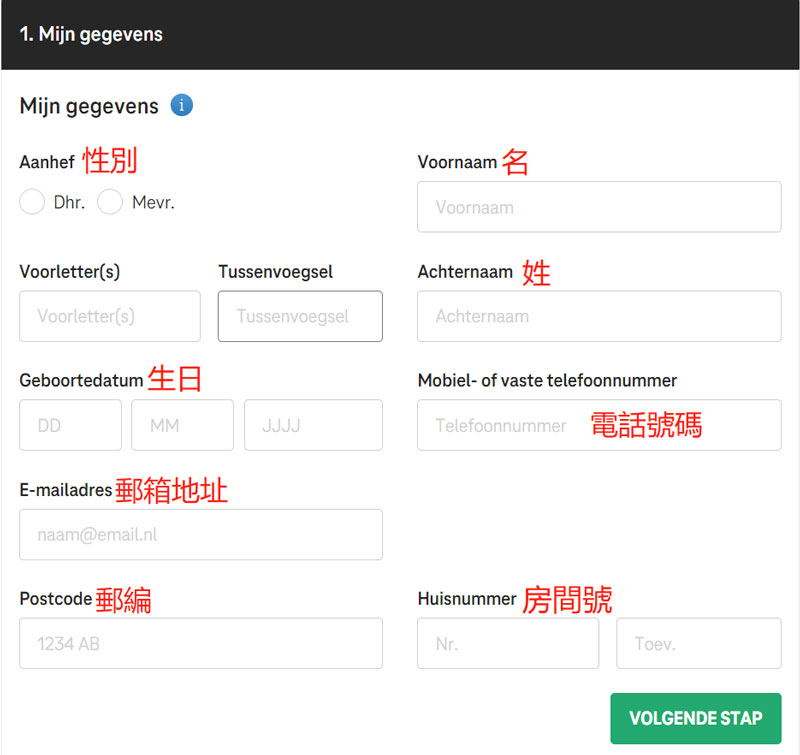 1. Mijn gegevens
Mijn gegevens i
Aanhef 性別
Voornaam 名
Dhr. Mevr.
Voornaam
Voorletter(s) Tussenvoegsel
Achternaam 姓
Voorletter(s) Tussenvoegsel
Achternaam
Geboortedatum 生日
Mobiel- of vaste telefoonnummer
DD MM JJJJ
Telefoonnummer 電話號碼
E-mailadres 郵箱地址
naam@email.nl
Postcode 郵編
Huisnummer 房間號
1234 AB
Nr. Toev.
VOLGENDE STAP